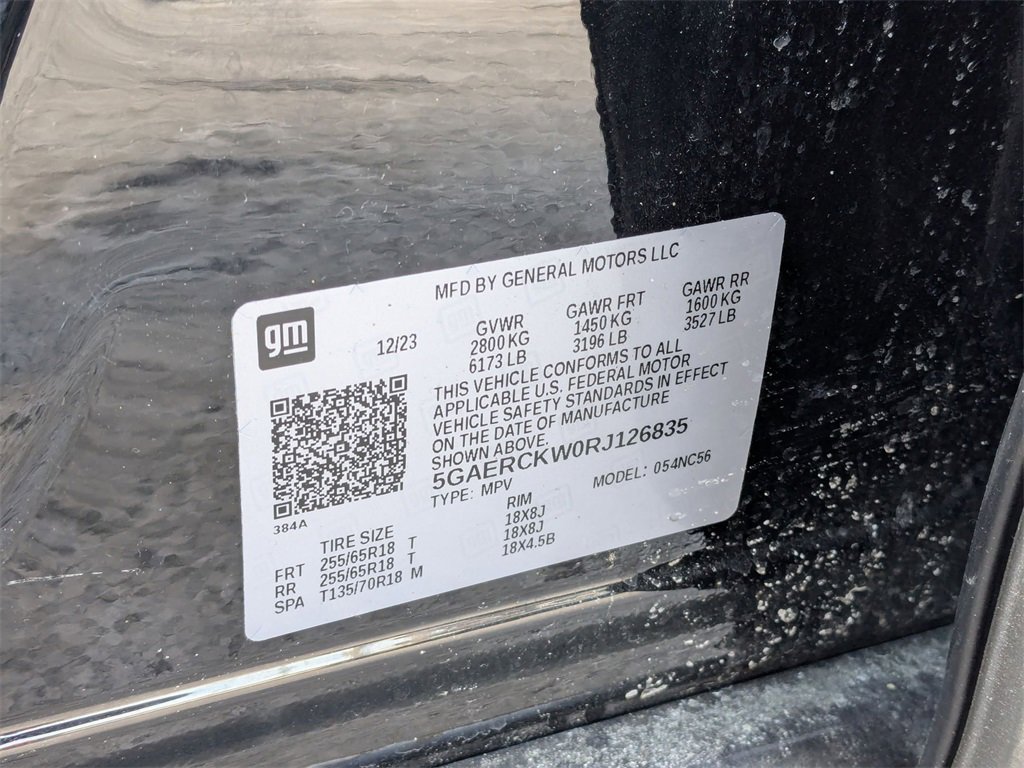 MFD BY GENERAL MOTORS LLC
gm
12/23
GVWR GAWR FRT GAWR RR
2800 KG 1450 KG 1600 KG
6173 LB 3196 LB 3527 LB
THIS VEHICLE CONFORMS TO ALL
APPLICABLE U.S. FEDERAL MOTOR
VEHICLE SAFETY STANDARDS IN EFFECT
ON THE DATE OF MANUFACTURE
SHOWN ABOVE.
5GAERCKW0RJ126835
TYPE: MPV MODEL: 054NC56
384A
TIRE SIZE RIM
FRT 255/65R18 T 18X8J
RR 255/65R18 T 18X8J
SPA T135/70R18 M 18X4.5B